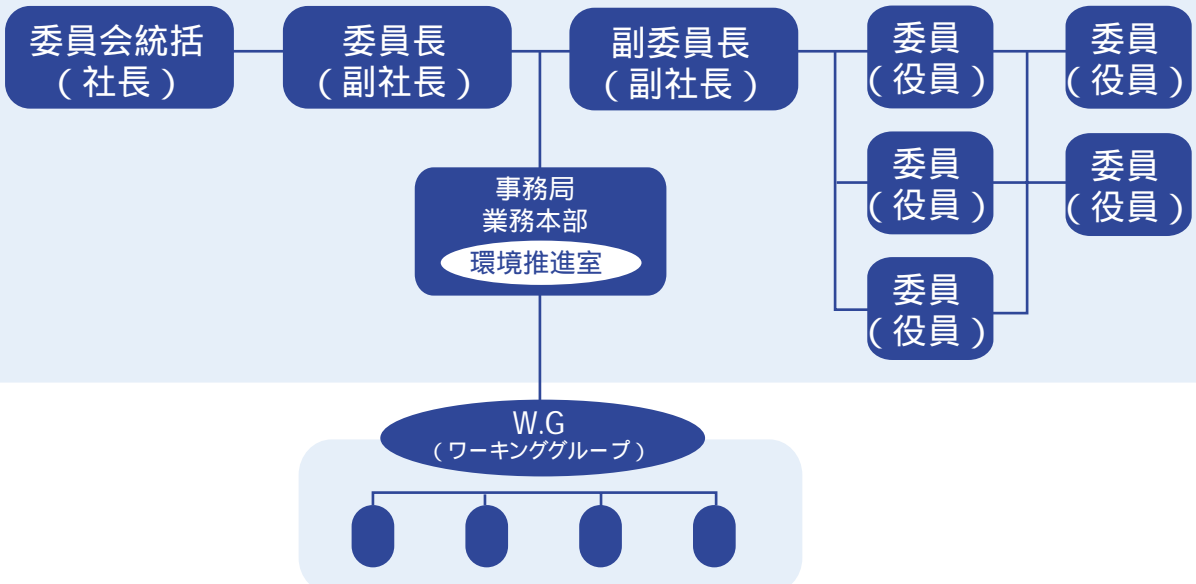 委員会統括
（社長）
委員長
（副社長）
副委員長
（副社長）
委員
（役員）
委員
（役員）
委員
（役員）
委員
（役員）
委員
（役員）
事務局
業務本部
環境推進室
W.G
（ワーキンググループ）